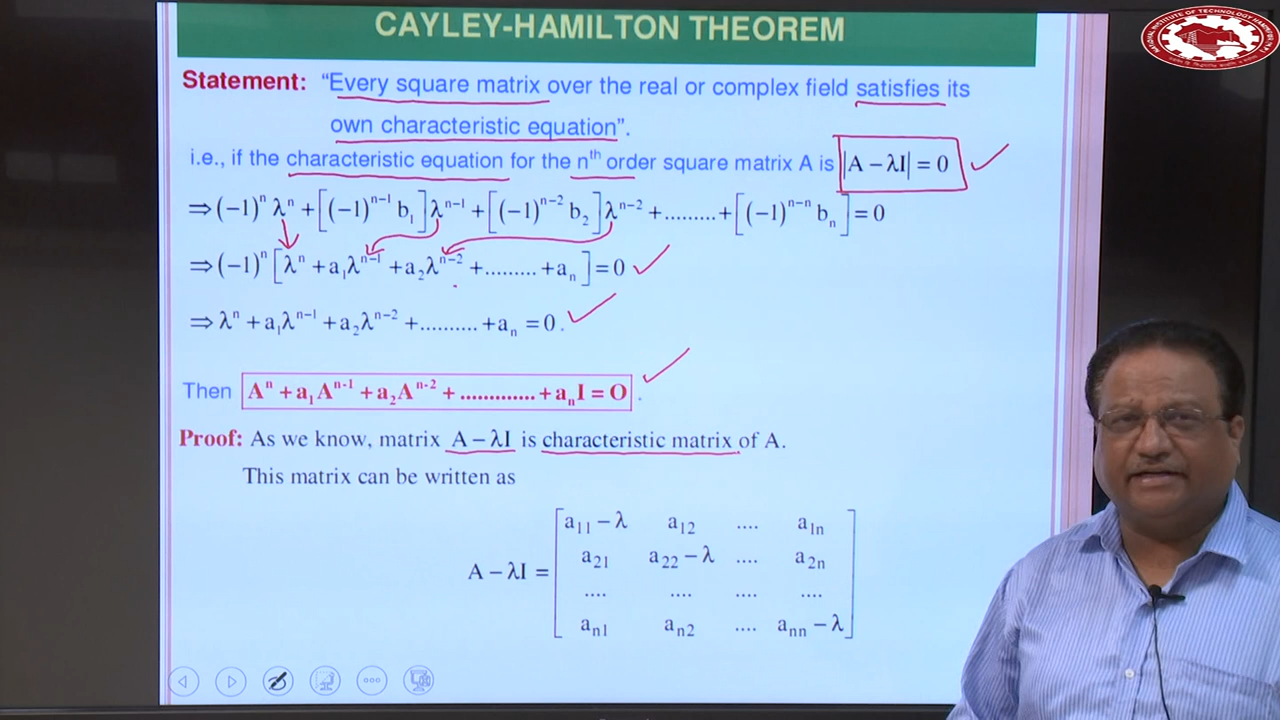 CAYLEY-HAMILTON THEOREM
Statement: “Every square matrix over the real or complex field satisfies its
own characteristic equation”.
i.e., if the characteristic equation for the nth order square matrix A is |A − λI| = 0
⇒ (−1)ⁿ λⁿ + [(−1)ⁿ⁻¹ b₁] λⁿ⁻¹ + [(−1)ⁿ⁻² b₂] λⁿ⁻² + ......... + [(−1)ⁿ⁻ⁿ bₙ] = 0
⇒ (−1)ⁿ [λⁿ + a₁λⁿ⁻¹ + a₂λⁿ⁻² + ......... + aₙ] = 0
⇒ λⁿ + a₁λⁿ⁻¹ + a₂λⁿ⁻² + .......... + aₙ = 0.
Then Aⁿ + a₁Aⁿ⁻¹ + a₂Aⁿ⁻² + ............. + aₙI = O.
Proof: As we know, matrix A − λI is characteristic matrix of A.
This matrix can be written as
a₁₁ − λ a₁₂ .... a₁ₙ
a₂₁ a₂₂ − λ .... a₂ₙ
A − λI =
.... .... .... ....
aₙ₁ aₙ₂ .... aₙₙ − λ